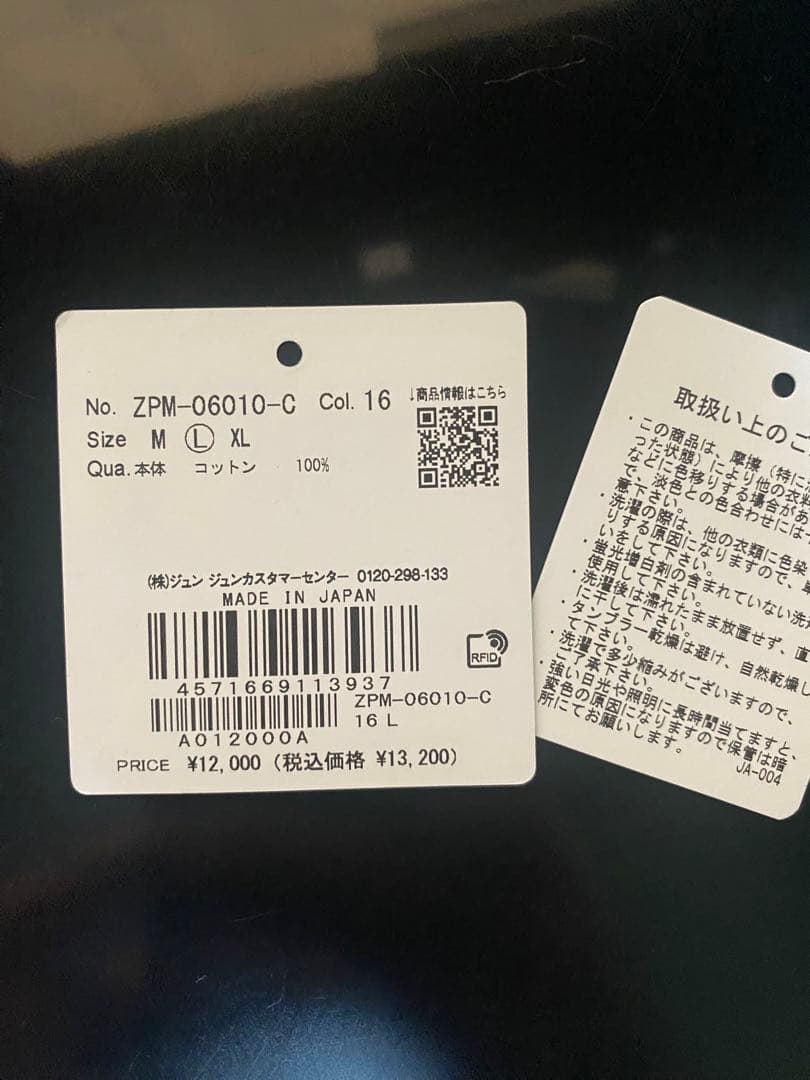 No. ZPM-06010-C Col. 16
↓商品情報はこちら
Size M Ⓛ XL
Qua. 本体 コットン 100%
(株)ジュン ジュンカスタマーセンター 0120-298-133
MADE IN JAPAN
RFID
4571669113937
ZPM-06010-C
16 L
A012000A
PRICE ¥12,000 (税込価格 ¥13,200)
取扱い上のご
・この商品は、摩擦(特に
った状態)により他の衣料
などに色移りする場合があ
で、淡色との色合わせには
意下さい。
・洗濯の際は、他の衣類に色染
りする原因になりますので、
いをして下さい。
・蛍光増白剤の含まれていない洗
使用して下さい。
・洗濯後は濡れたまま放置せず、直
に干して下さい。
・タンブラー乾燥は避け、自然乾燥し
て下さい。
・洗濯で多少縮みがございますので、
ご了承下さい。
・強い日光や照明に長時間当てますと、
変色の原因になりますので保管は暗
所にてお願いします。
JA-004